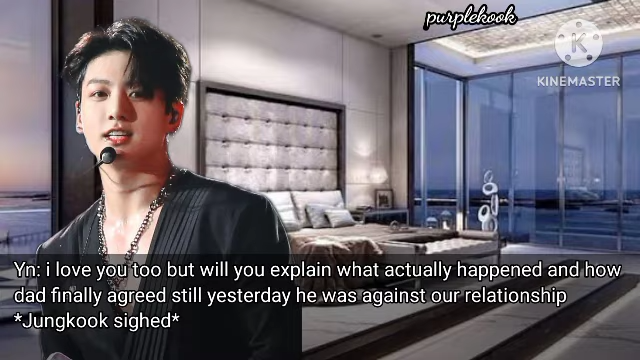 purplekook
KINEMASTER
Yn: i love you too but will you explain what actually happened and how
dad finally agreed still yesterday he was against our relationship
*Jungkook sighed*